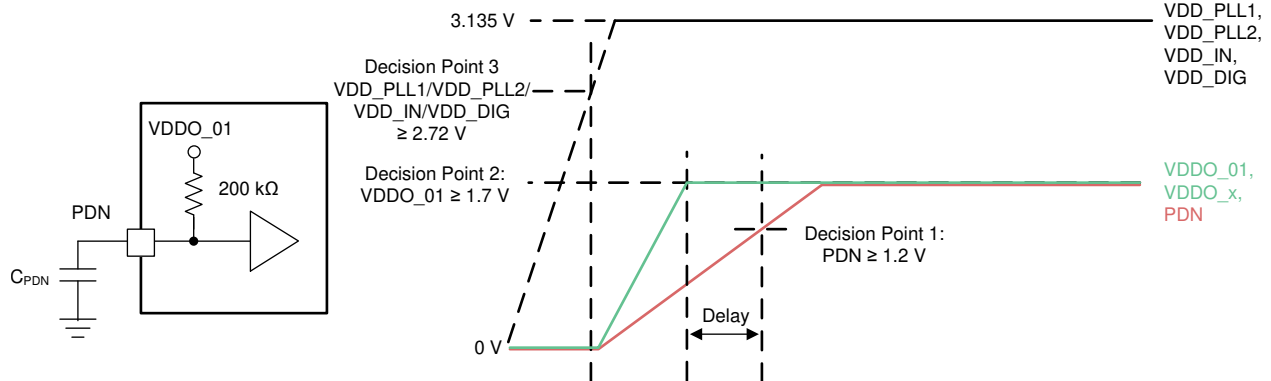 VDDO_01
200 kΩ
PDN
CPDN
3.135 V
Decision Point 3
VDD_PLL1/VDD_PLL2/
VDD_IN/VDD_DIG
≥ 2.72 V
Decision Point 2:
VDDO_01 ≥ 1.7 V
0 V
Decision Point 1:
PDN ≥ 1.2 V
Delay
VDD_PLL1,
VDD_PLL2,
VDD_IN,
VDD_DIG
VDDO_01,
VDDO_x,
PDN